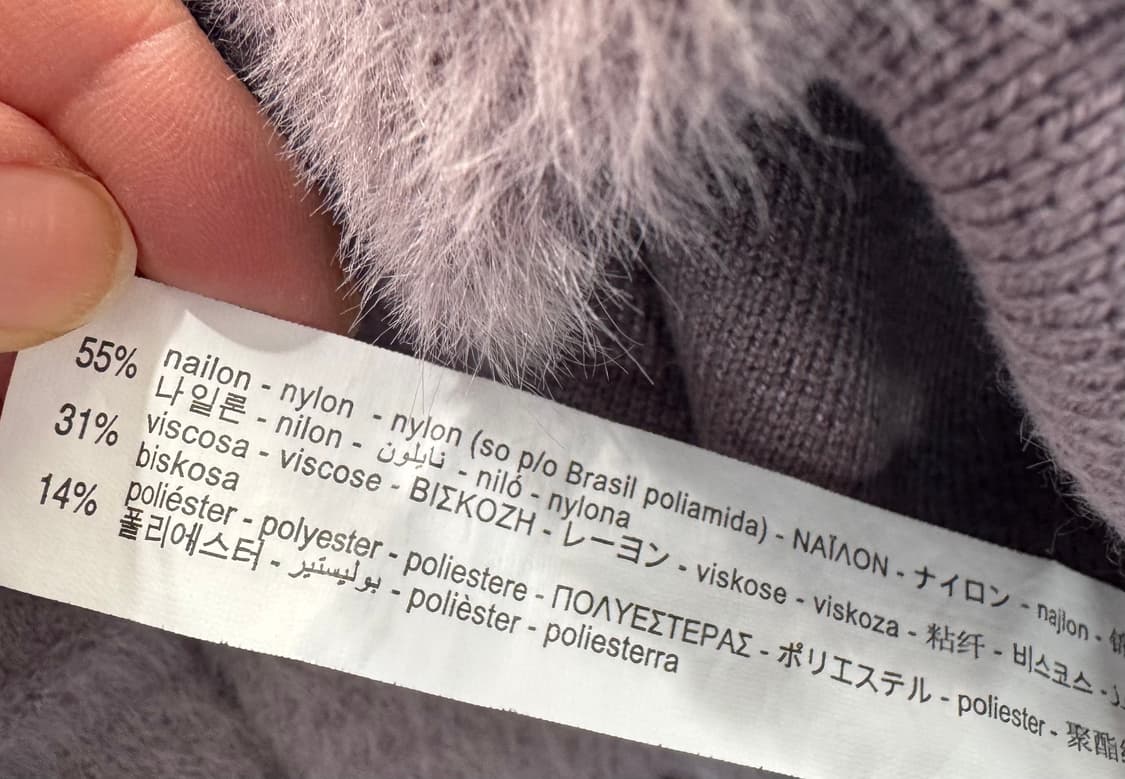 55% nailon - nylon - nylon (so p/o Brasil poliamida) - ΝΑΪΛΟΝ - ナイロン - najlon -
나일론 - nilon - نايلون - niló - nylona
31% viscosa - viscose - ΒΙΣΚΟΖΗ - レーヨン - viskose - viskoza - 粘纤 - 비스코스 -
biskosa
14% poliéster - polyester - poliestere - ΠΟΛΥΕΣΤΕΡΑΣ - ポリエステル - poliester - 聚酯
폴리에스터 - بوليستير - polièster - poliesterra